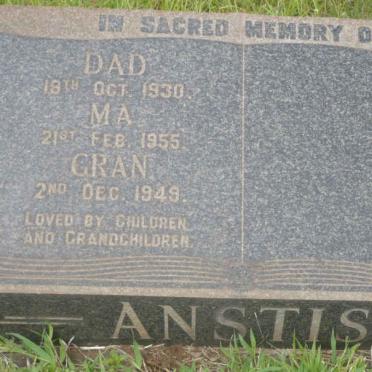 IN SACRED MEMORY O
DAD
18TH OCT. 1930.
MA
21ST FEB. 1955.
GRAN
2ND DEC. 1949.
LOVED BY CHILDREN
AND GRANDCHILDREN.
ANSTIS